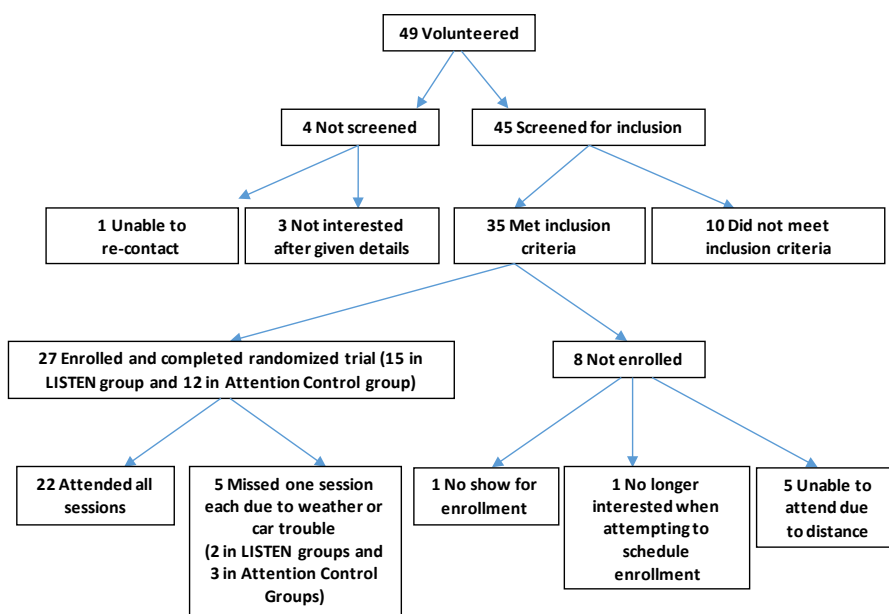 49 Volunteered
4 Not screened
45 Screened for inclusion
1 Unable to
re-contact
3 Not interested
after given details
35 Met inclusion
criteria
10 Did not meet
inclusion criteria
27 Enrolled and completed randomized trial (15 in
LISTEN group and 12 in Attention Control group)
8 Not enrolled
22 Attended all
sessions
5 Missed one session
each due to weather or
car trouble
(2 in LISTEN groups and
3 in Attention Control
Groups)
1 No show for
enrollment
1 No longer
interested when
attempting to
schedule
enrollment
5 Unable to
attend due
to distance